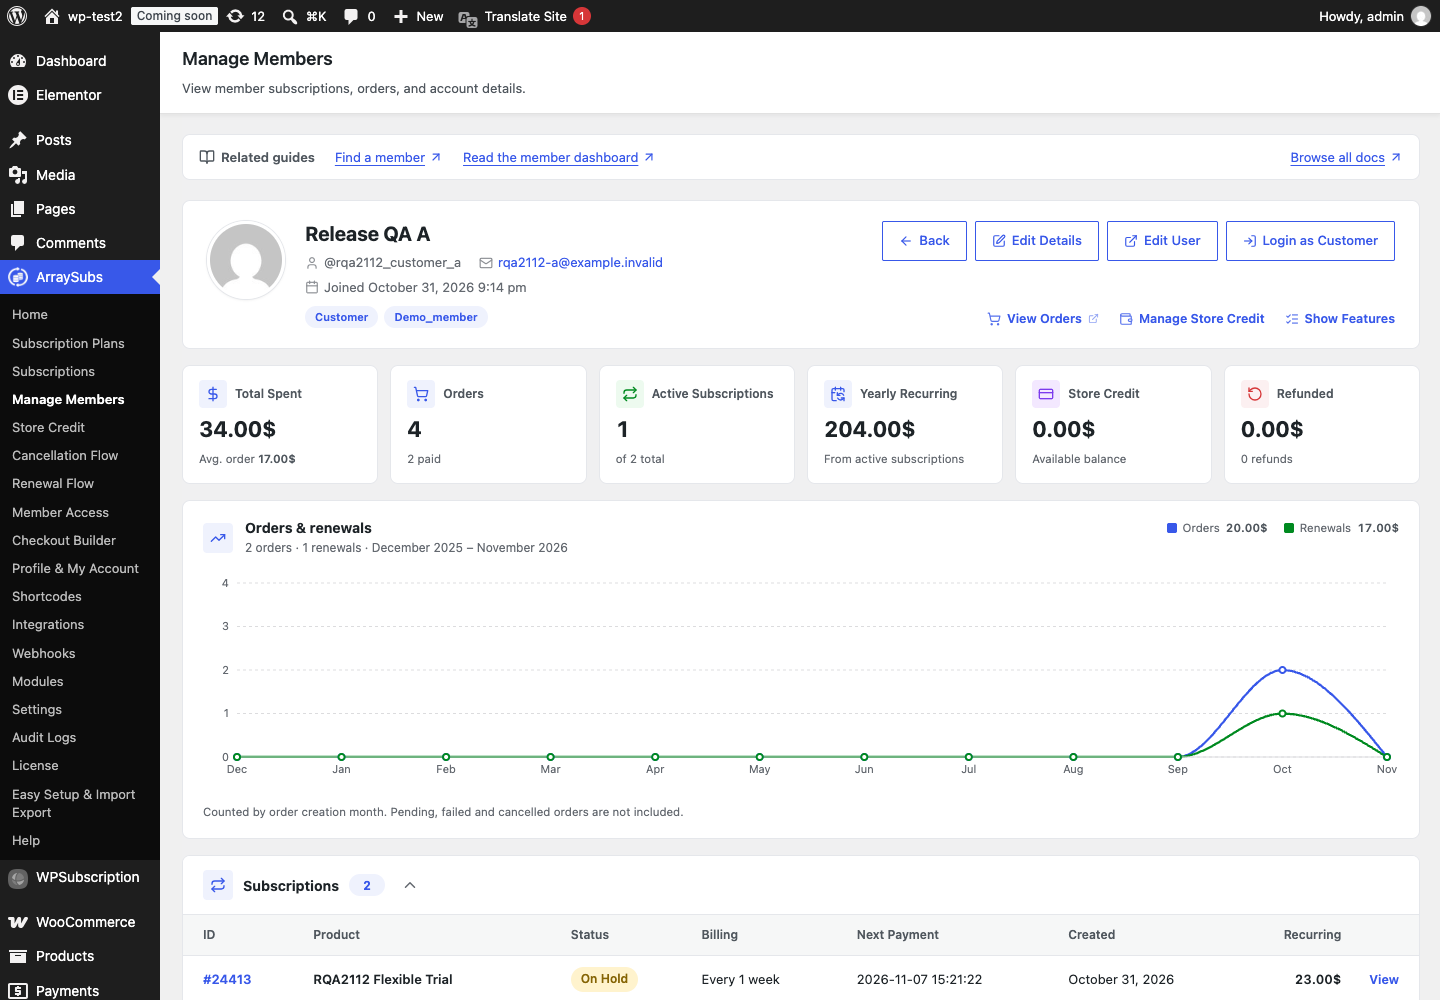 wp-test2 Coming soon 12 ⌘K 0 New Translate Site 1 Howdy, admin
Dashboard
Elementor
Posts
Media
Pages
Comments
ArraySubs
Home
Subscription Plans
Subscriptions
Manage Members
Store Credit
Cancellation Flow
Renewal Flow
Member Access
Checkout Builder
Profile & My Account
Shortcodes
Integrations
Webhooks
Modules
Settings
Audit Logs
License
Easy Setup & Import
Export
Help
WPSubscription
WooCommerce
Products
Payments
Manage Members
View member subscriptions, orders, and account details.
Related guides Find a member Read the member dashboard Browse all docs
Release QA A
@rqa2112_customer_a rqa2112-a@example.invalid
Joined October 31, 2026 9:14 pm
Customer Demo_member
Back Edit Details Edit User Login as Customer
View Orders Manage Store Credit Show Features
Total Spent
34.00$
Avg. order 17.00$
Orders
4
2 paid
Active Subscriptions
1
of 2 total
Yearly Recurring
204.00$
From active subscriptions
Store Credit
0.00$
Available balance
Refunded
0.00$
0 refunds
Orders & renewals
2 orders · 1 renewals · December 2025 – November 2026
Orders 20.00$ Renewals 17.00$
4
3
2
1
0
Dec Jan Feb Mar Apr May Jun Jul Aug Sep Oct Nov
Counted by order creation month. Pending, failed and cancelled orders are not included.
Subscriptions 2
ID Product Status Billing Next Payment Created Recurring
#24413 RQA2112 Flexible Trial On Hold Every 1 week 2026-11-07 15:21:22 October 31, 2026 23.00$ View